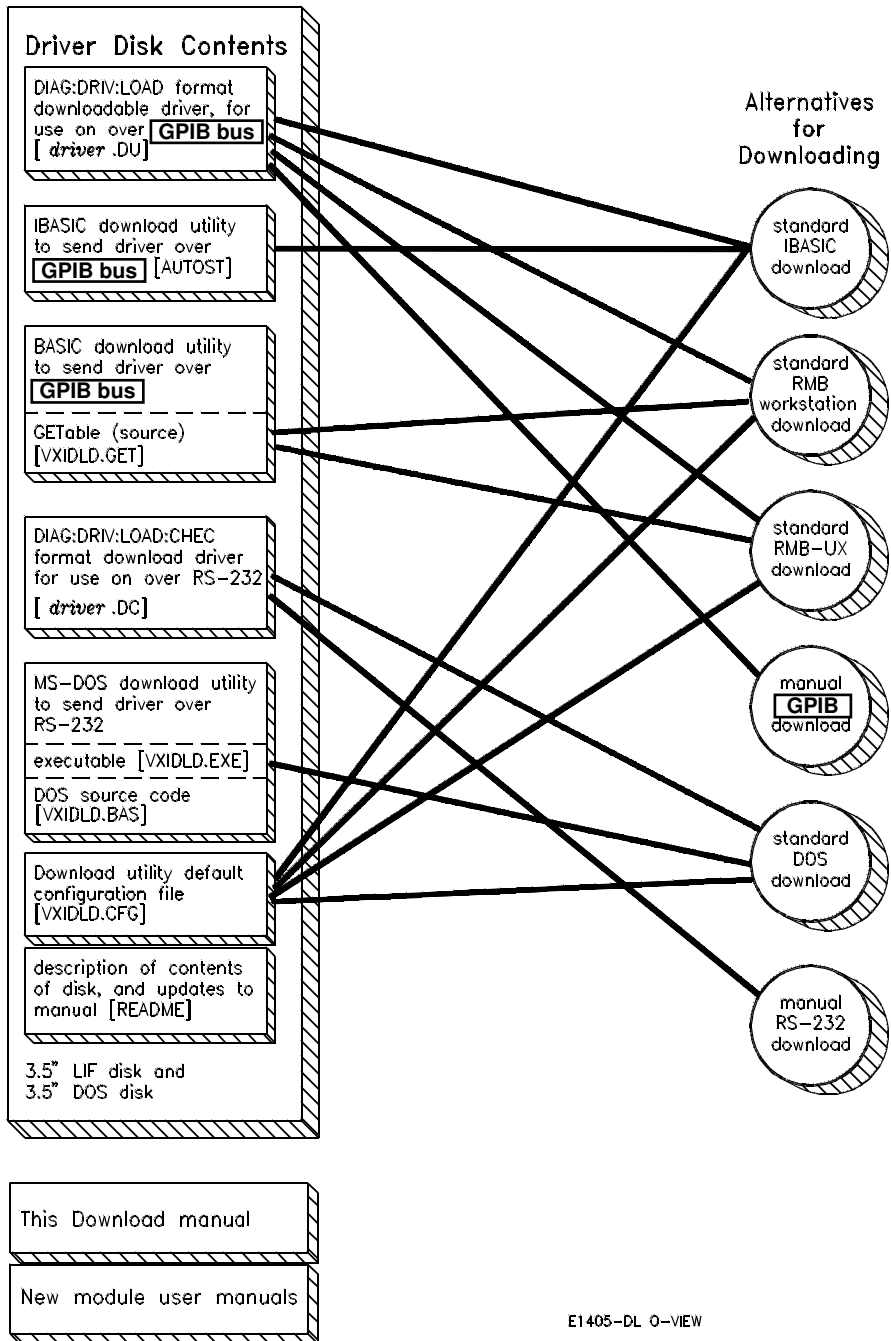 Driver Disk Contents
DIAG:DRIV:LOAD format
downloadable driver, for
use on over GPIB bus
[ driver .DU]
IBASIC download utility
to send driver over
GPIB bus [AUTOST]
BASIC download utility
to send driver over
GPIB bus
GETable (source)
[VXIDLD.GET]
DIAG:DRIV:LOAD:CHEC
format download driver
for use on over RS-232
[ driver .DC]
MS-DOS download utility
to send driver over
RS-232
executable [VXIDLD.EXE]
DOS source code
[VXIDLD.BAS]
Download utility default
configuration file
[VXIDLD.CFG]
description of contents
of disk, and updates to
manual [README]
3.5" LIF disk and
3.5" DOS disk
This Download manual
New module user manuals
Alternatives
for
Downloading
standard
IBASIC
download
standard
RMB
workstation
download
standard
RMB-UX
download
manual
GPIB
download
standard
DOS
download
manual
RS-232
download
E1405-DL O-VIEW